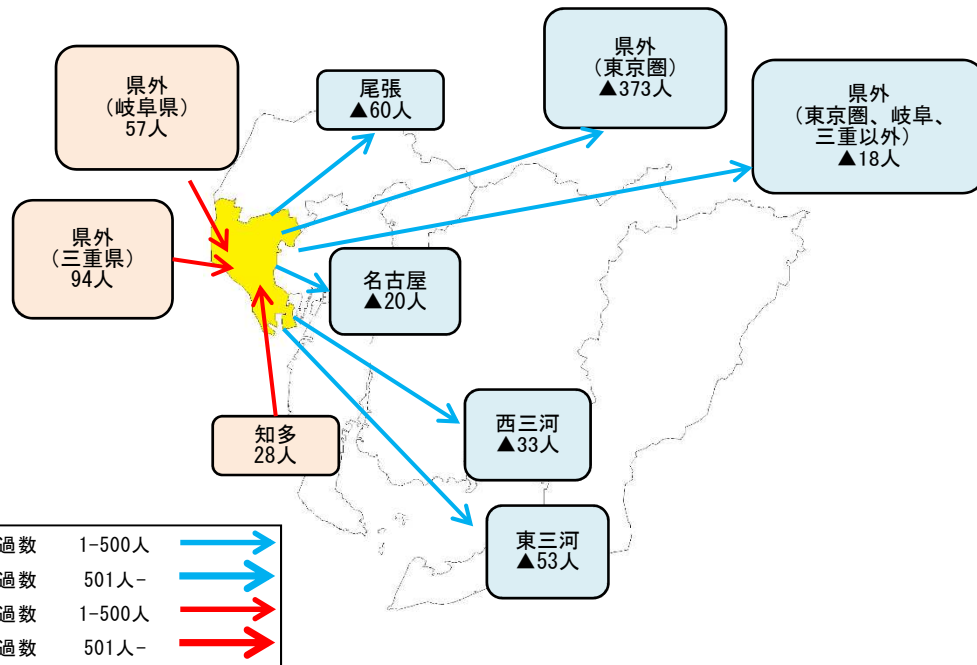 県外
(岐阜県)
57人
尾張
▲60人
県外
(東京圏)
▲373人
県外
(東京圏、岐阜、
三重以外)
▲18人
県外
(三重県)
94人
名古屋
▲20人
知多
28人
西三河
▲33人
東三河
▲53人
過数 1-500人
過数 501人-
過数 1-500人
過数 501人-